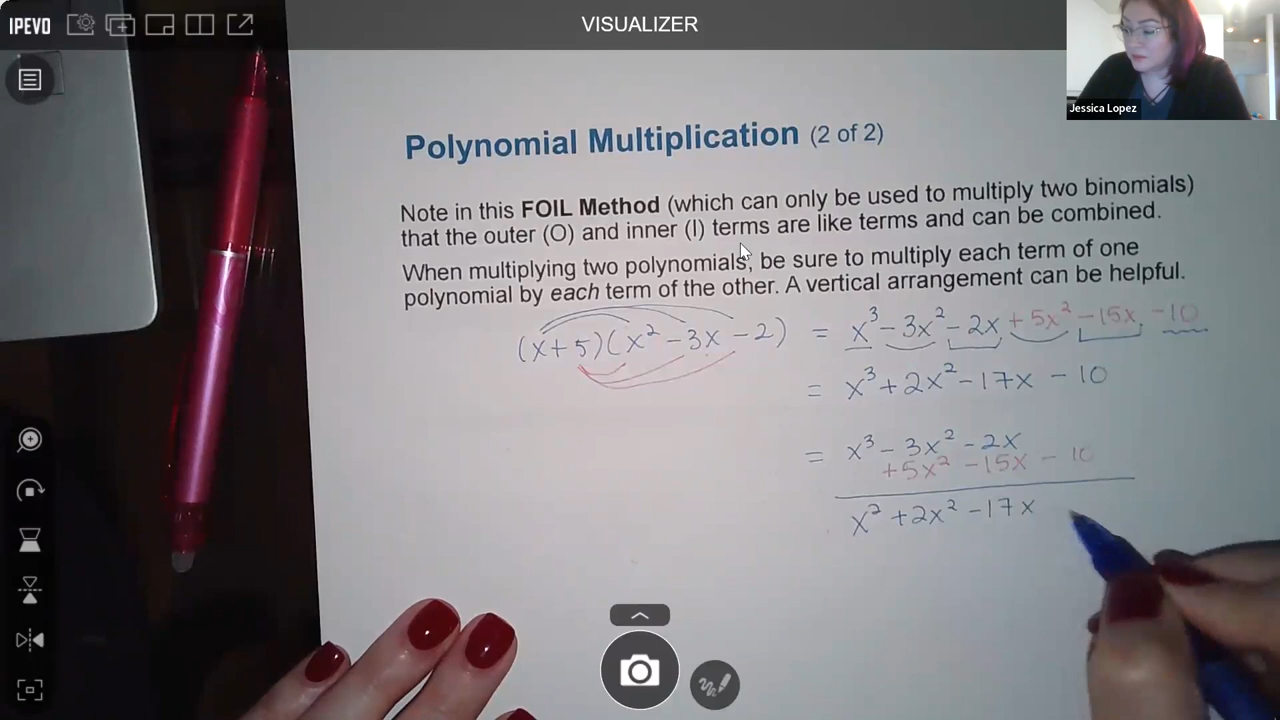 IPEVO
VISUALIZER
Jessica Lopez
Polynomial Multiplication (2 of 2)
Note in this FOIL Method (which can only be used to multiply two binomials)
that the outer (O) and inner (I) terms are like terms and can be combined.
When multiplying two polynomials, be sure to multiply each term of one
polynomial by each term of the other. A vertical arrangement can be helpful.
(x+5)(x² - 3x - 2) = x³ - 3x² - 2x + 5x² - 15x - 10
= x³ + 2x² - 17x - 10
= x³ - 3x² - 2x
+5x² - 15x - 10
x² + 2x² - 17x